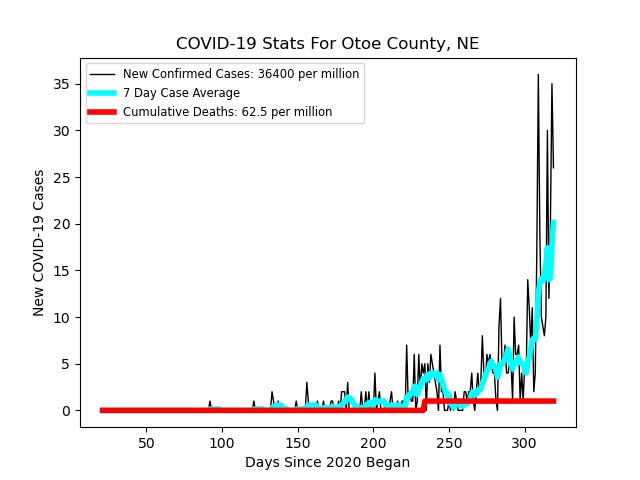 COVID-19 Stats For Otoe County, NE
New Confirmed Cases: 36400 per million
7 Day Case Average
Cumulative Deaths: 62.5 per million
New COVID-19 Cases
35
30
25
20
15
10
5
0
50 100 150 200 250 300
Days Since 2020 Began